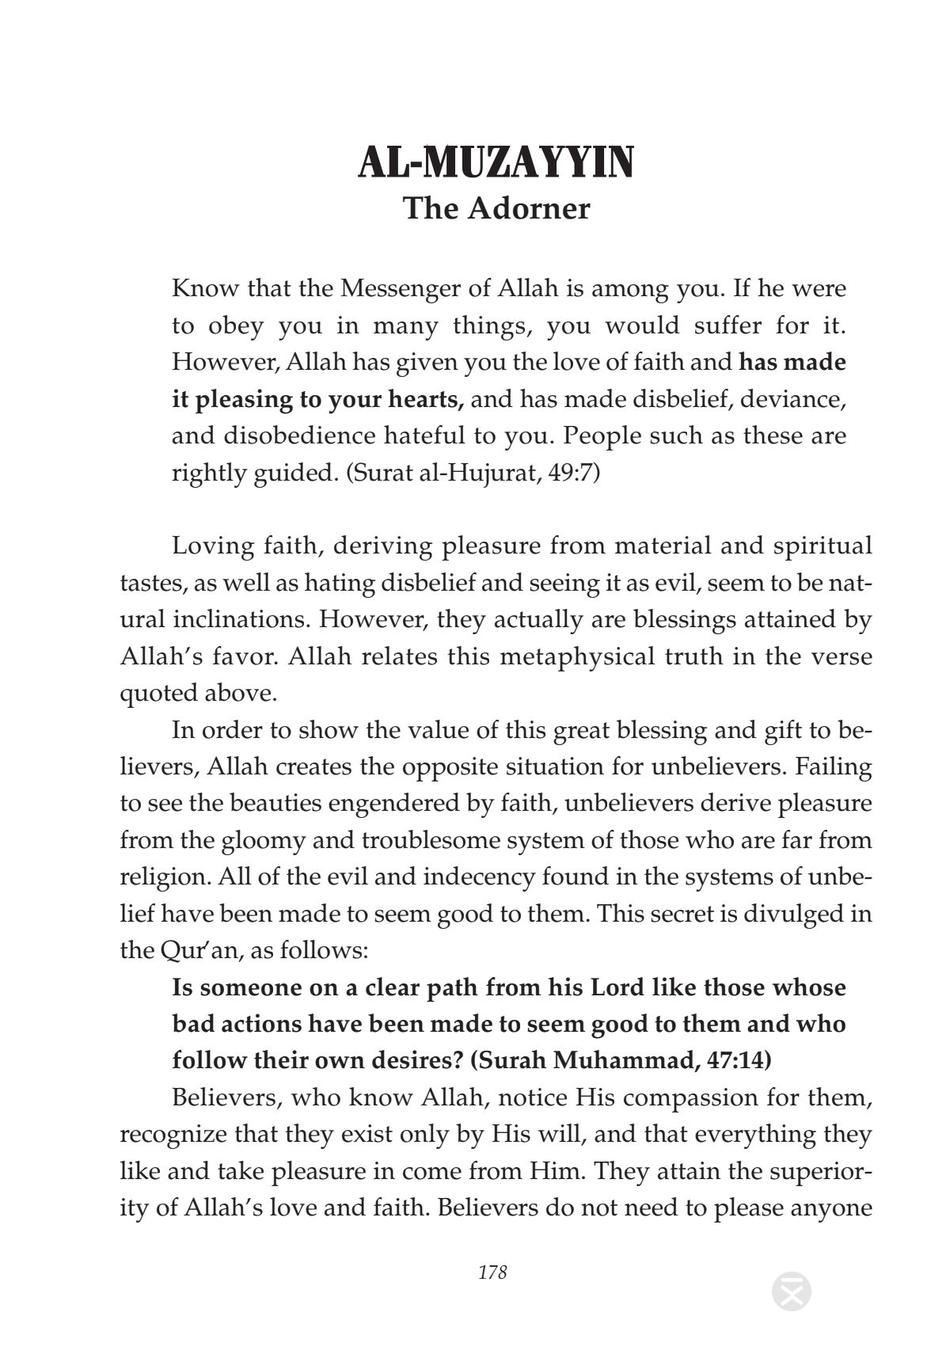 AL-MUZAYYIN
The Adorner
Know that the Messenger of Allah is among you. If he were
to obey you in many things, you would suffer for it.
However, Allah has given you the love of faith and has made
it pleasing to your hearts, and has made disbelief, deviance,
and disobedience hateful to you. People such as these are
rightly guided. (Surat al-Hujurat, 49:7)
Loving faith, deriving pleasure from material and spiritual
tastes, as well as hating disbelief and seeing it as evil, seem to be nat-
ural inclinations. However, they actually are blessings attained by
Allah’s favor. Allah relates this metaphysical truth in the verse
quoted above.
In order to show the value of this great blessing and gift to be-
lievers, Allah creates the opposite situation for unbelievers. Failing
to see the beauties engendered by faith, unbelievers derive pleasure
from the gloomy and troublesome system of those who are far from
religion. All of the evil and indecency found in the systems of unbe-
lief have been made to seem good to them. This secret is divulged in
the Qur’an, as follows:
Is someone on a clear path from his Lord like those whose
bad actions have been made to seem good to them and who
follow their own desires? (Surah Muhammad, 47:14)
Believers, who know Allah, notice His compassion for them,
recognize that they exist only by His will, and that everything they
like and take pleasure in come from Him. They attain the superior-
ity of Allah’s love and faith. Believers do not need to please anyone
178